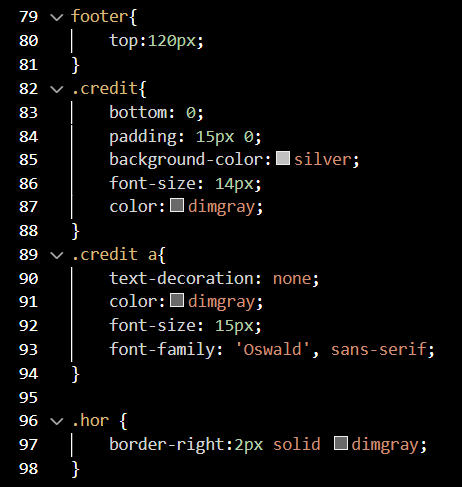 79 footer{
80     top:120px;
81 }
82 .credit{
83     bottom: 0;
84     padding: 15px 0;
85     background-color: silver;
86     font-size: 14px;
87     color: dimgray;
88 }
89 .credit a{
90     text-decoration: none;
91     color: dimgray;
92     font-size: 15px;
93     font-family: 'Oswald', sans-serif;
94 }
95
96 .hor {
97     border-right:2px solid dimgray;
98 }